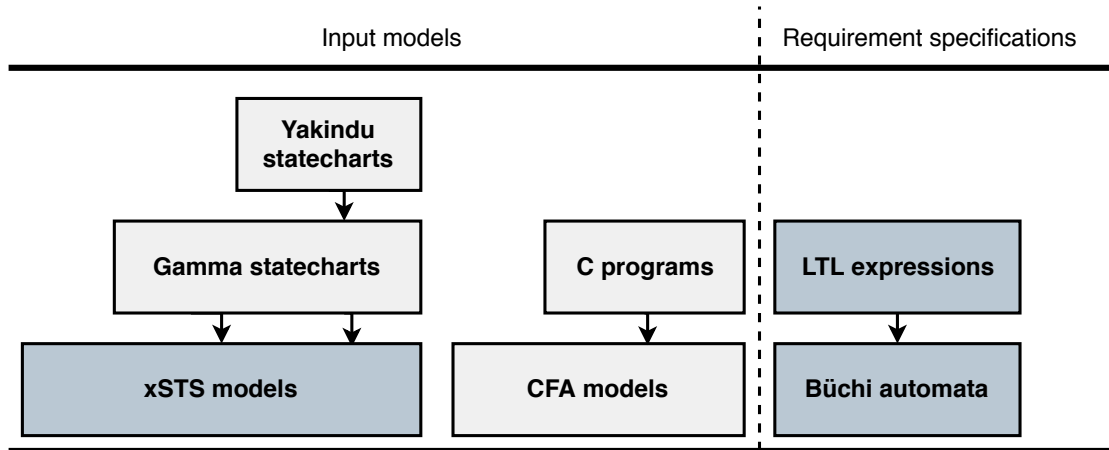 Input models
Requirement specifications
Yakindu
statecharts
Gamma statecharts
C programs
LTL expressions
xSTS models
CFA models
Büchi automata